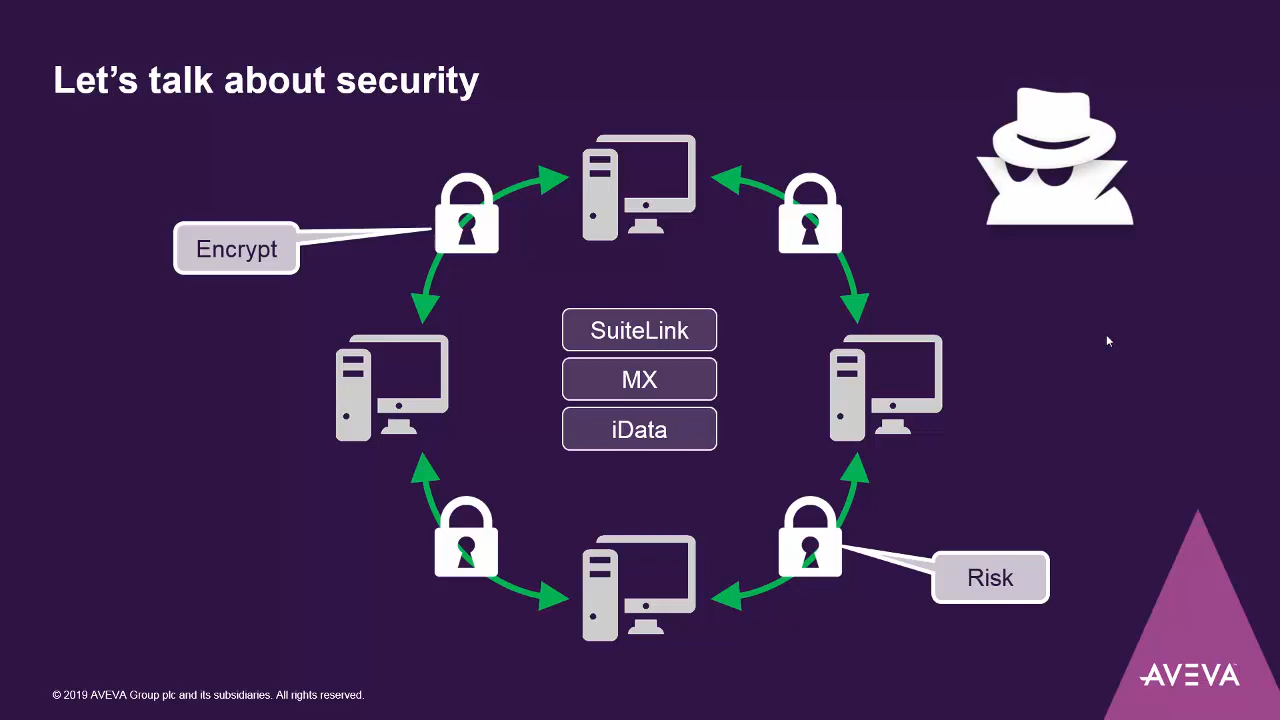 Let's talk about security
Encrypt
SuiteLink
MX
iData
Risk
AVEVA
© 2019 AVEVA Group plc and its subsidiaries. All rights reserved.